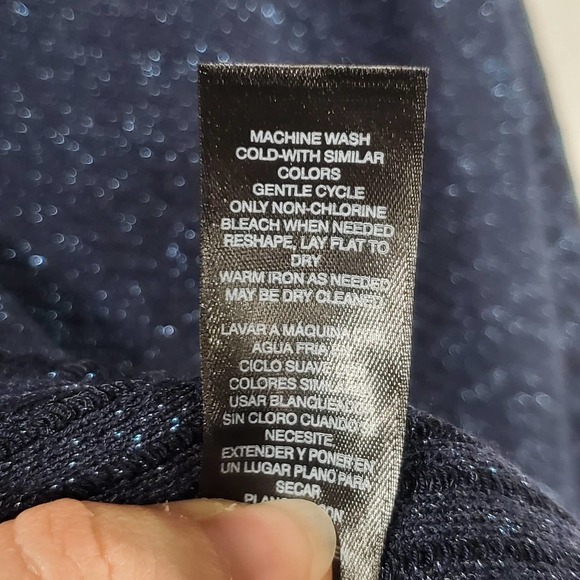 MACHINE WASH
COLD-WITH SIMILAR
COLORS
GENTLE CYCLE
ONLY NON-CHLORINE
BLEACH WHEN NEEDED
RESHAPE, LAY FLAT TO
DRY
WARM IRON AS NEEDED
MAY BE DRY CLEANED
LAVAR A MÁQUINA
AGUA FRIA
CICLO SUAVE
COLORES
USAR
SIN CLORO CUANDO
NECESITE
EXTENDER Y PONER EN
UN LUGAR PLANO PARA
SECAR